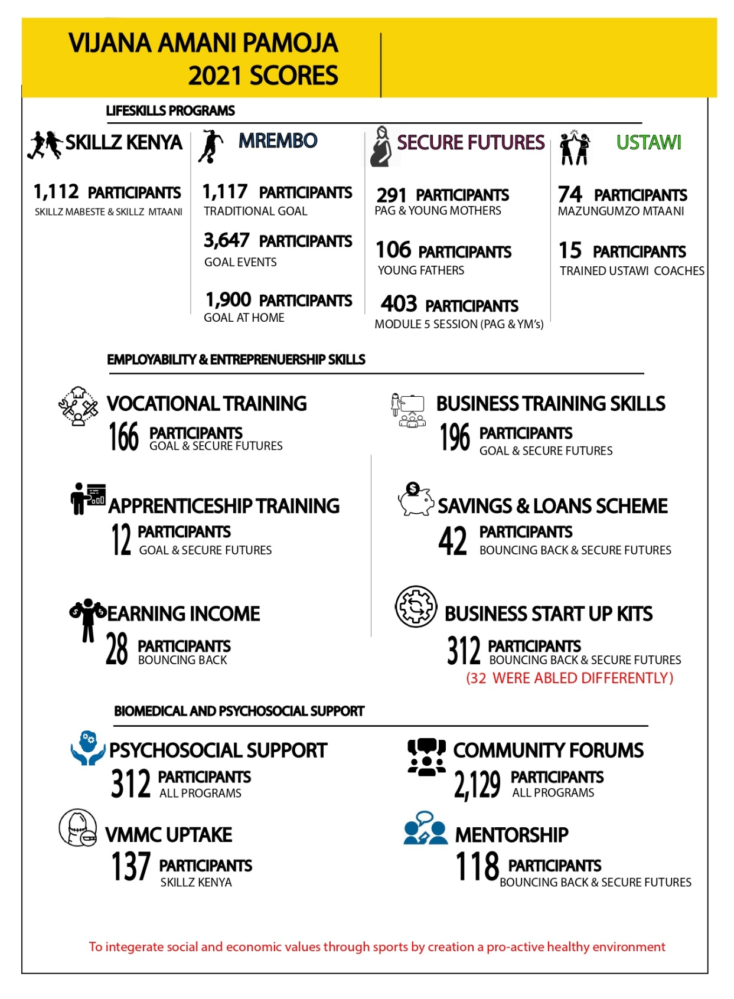 VIJANA AMANI PAMOJA
2021 SCORES
LIFESKILLS PROGRAMS
SKILLZ KENYA
1,112 PARTICIPANTS
SKILLZ MABESTE & SKILLZ MTAANI
MREMBO
1,117 PARTICIPANTS
TRADITIONAL GOAL
3,647 PARTICIPANTS
GOAL EVENTS
1,900 PARTICIPANTS
GOAL AT HOME
SECURE FUTURES
291 PARTICIPANTS
PAG & YOUNG MOTHERS
106 PARTICIPANTS
YOUNG FATHERS
403 PARTICIPANTS
MODULE 5 SESSION (PAG & YM's)
USTAWI
74 PARTICIPANTS
MAZUNGUMZO MTAANI
15 PARTICIPANTS
TRAINED USTAWI COACHES
EMPLOYABILITY & ENTREPRENUERSHIP SKILLS
VOCATIONAL TRAINING
166 PARTICIPANTS
GOAL & SECURE FUTURES
BUSINESS TRAINING SKILLS
196 PARTICIPANTS
GOAL & SECURE FUTURES
APPRENTICESHIP TRAINING
12 PARTICIPANTS
GOAL & SECURE FUTURES
SAVINGS & LOANS SCHEME
42 PARTICIPANTS
BOUNCING BACK & SECURE FUTURES
EARNING INCOME
28 PARTICIPANTS
BOUNCING BACK
BUSINESS START UP KITS
312 PARTICIPANTS
BOUNCING BACK & SECURE FUTURES
(32 WERE ABLED DIFFERENTLY)
BIOMEDICAL AND PSYCHOSOCIAL SUPPORT
PSYCHOSOCIAL SUPPORT
312 PARTICIPANTS
ALL PROGRAMS
COMMUNITY FORUMS
2,129 PARTICIPANTS
ALL PROGRAMS
VMMC UPTAKE
137 PARTICIPANTS
SKILLZ KENYA
MENTORSHIP
118 PARTICIPANTS
BOUNCING BACK & SECURE FUTURES
To integerate social and economic values through sports by creation a pro-active healthy environment